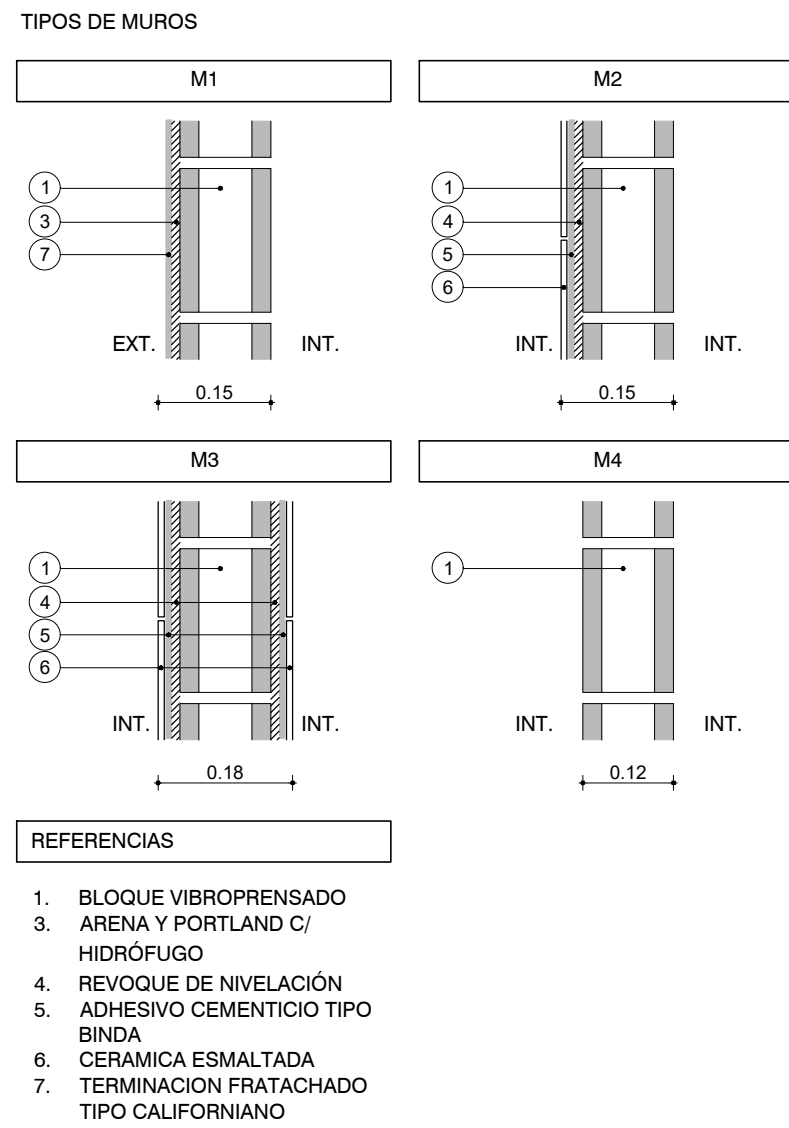 TIPOS DE MUROS
M1
1
3
7
EXT.
INT.
0.15
M2
1
4
5
6
INT.
INT.
0.15
M3
1
4
5
6
INT.
INT.
0.18
M4
1
INT.
INT.
0.12
REFERENCIAS
1. BLOQUE VIBROPRENSADO
3. ARENA Y PORTLAND C/
HIDRÓFUGO
4. REVOQUE DE NIVELACIÓN
5. ADHESIVO CEMENTICIO TIPO
BINDA
6. CERAMICA ESMALTADA
7. TERMINACION FRATACHADO
TIPO CALIFORNIANO